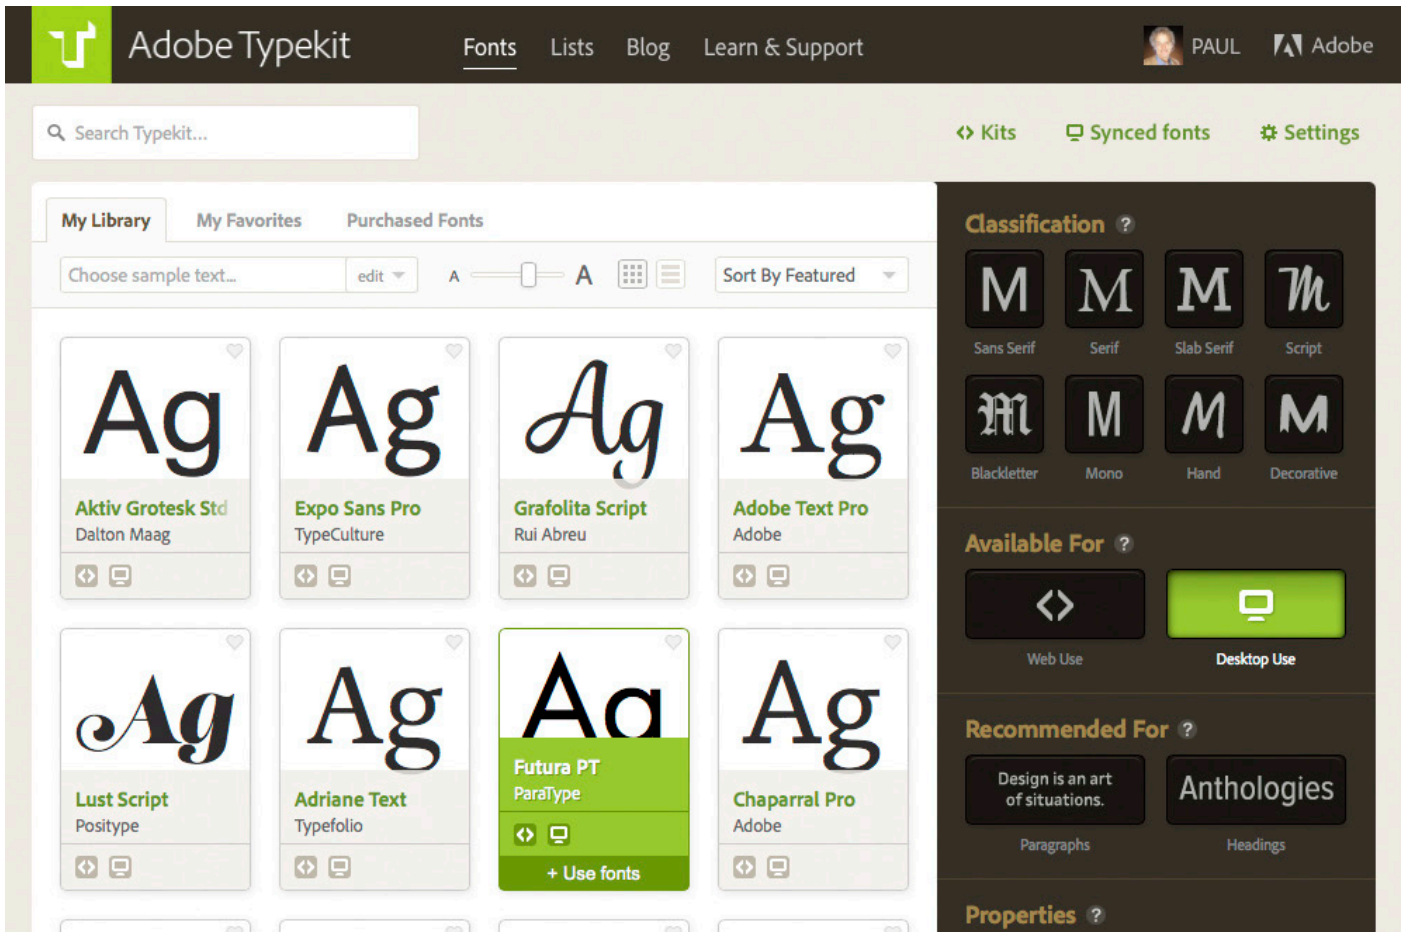 Adobe Typekit
Fonts Lists Blog Learn & Support
PAUL Adobe
Search Typekit...
Kits Synced fonts Settings
My Library My Favorites Purchased Fonts
Choose sample text... edit A A Sort By Featured
Ag Ag Ag Ag
Aktiv Grotesk Std Expo Sans Pro Grafolita Script Adobe Text Pro
Dalton Maag TypeCulture Rui Abreu Adobe
Ag Ag Ag Ag
Lust Script Adriane Text Futura PT Chaparral Pro
Positype Typefolio ParaType Adobe
+ Use fonts
Classification ?
M M M M
Sans Serif Serif Slab Serif Script
M M M M
Blackletter Mono Hand Decorative
Available For ?
Web Use Desktop Use
Recommended For ?
Design is an art
of situations.
Anthologies
Paragraphs Headings
Properties ?